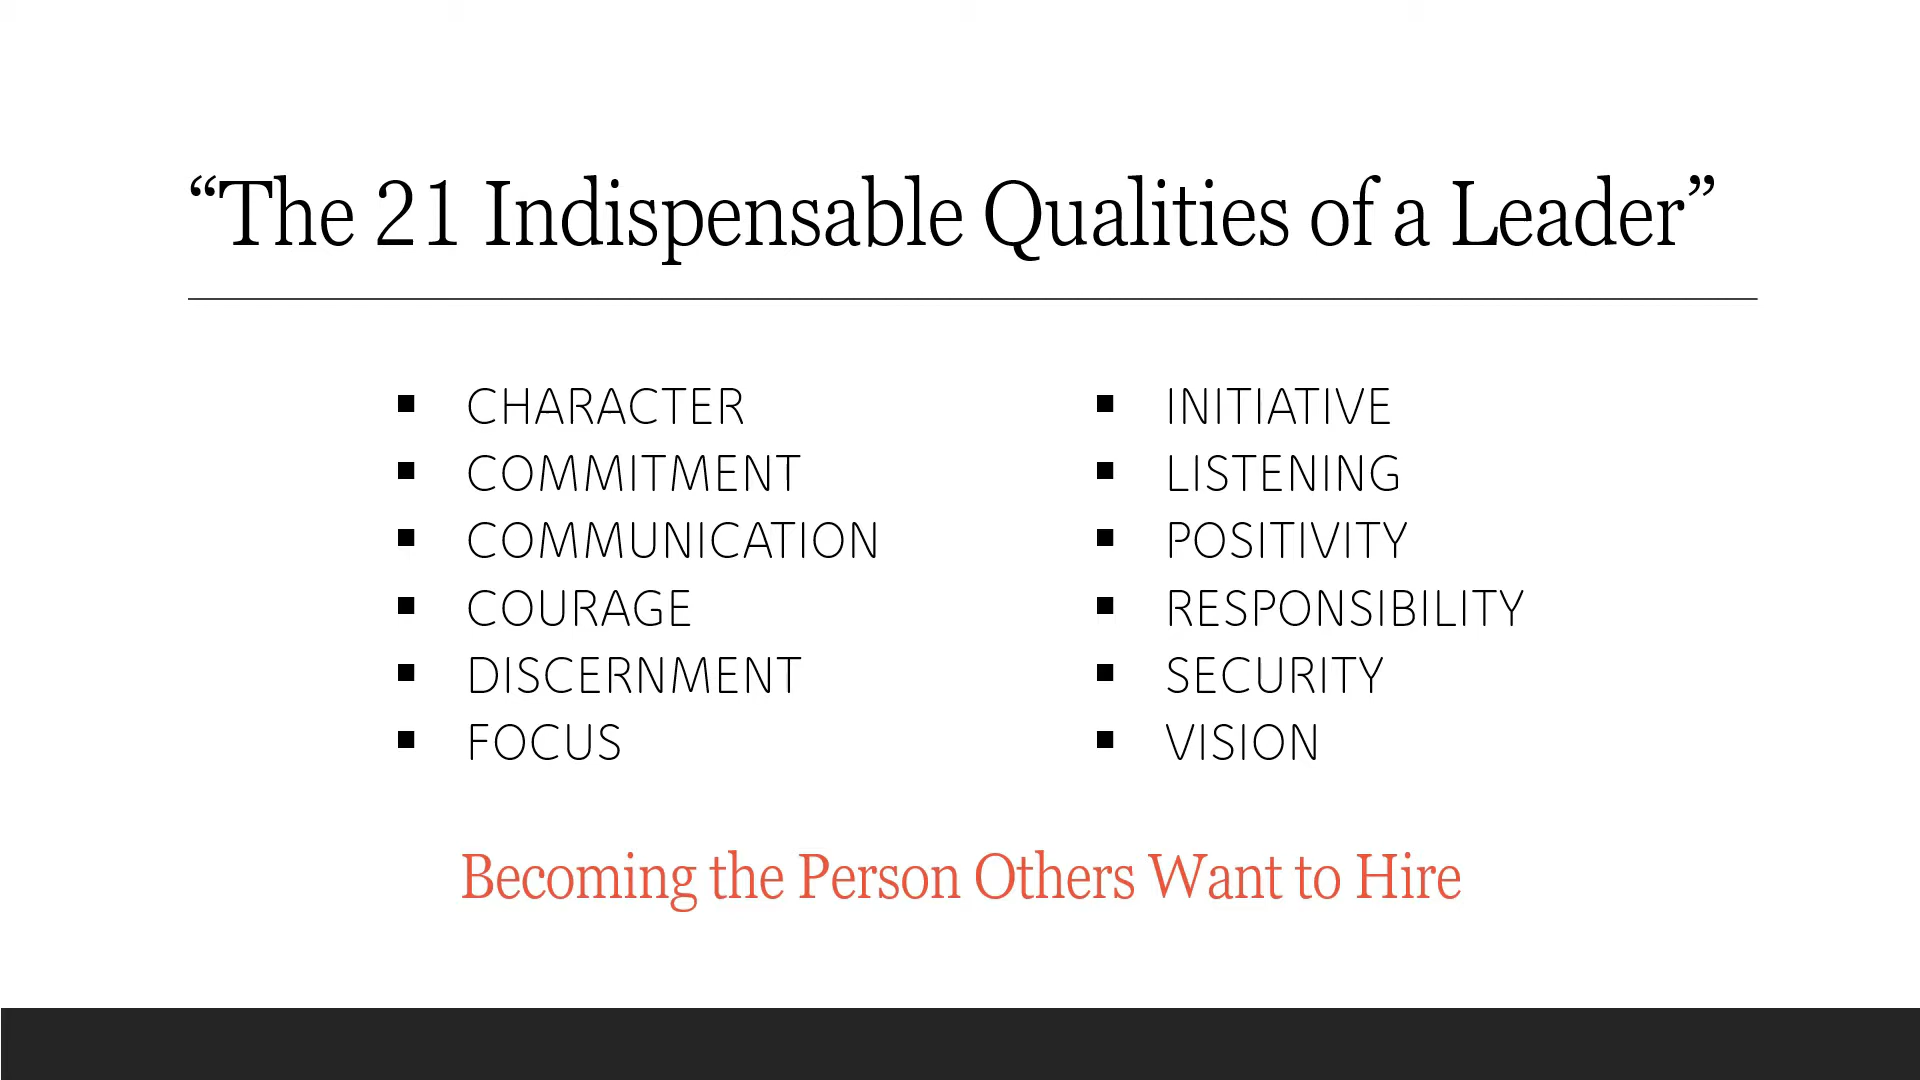 “The 21 Indispensable Qualities of a Leader”
▪ CHARACTER
▪ COMMITMENT
▪ COMMUNICATION
▪ COURAGE
▪ DISCERNMENT
▪ FOCUS
▪ INITIATIVE
▪ LISTENING
▪ POSITIVITY
▪ RESPONSIBILITY
▪ SECURITY
▪ VISION
Becoming the Person Others Want to Hire